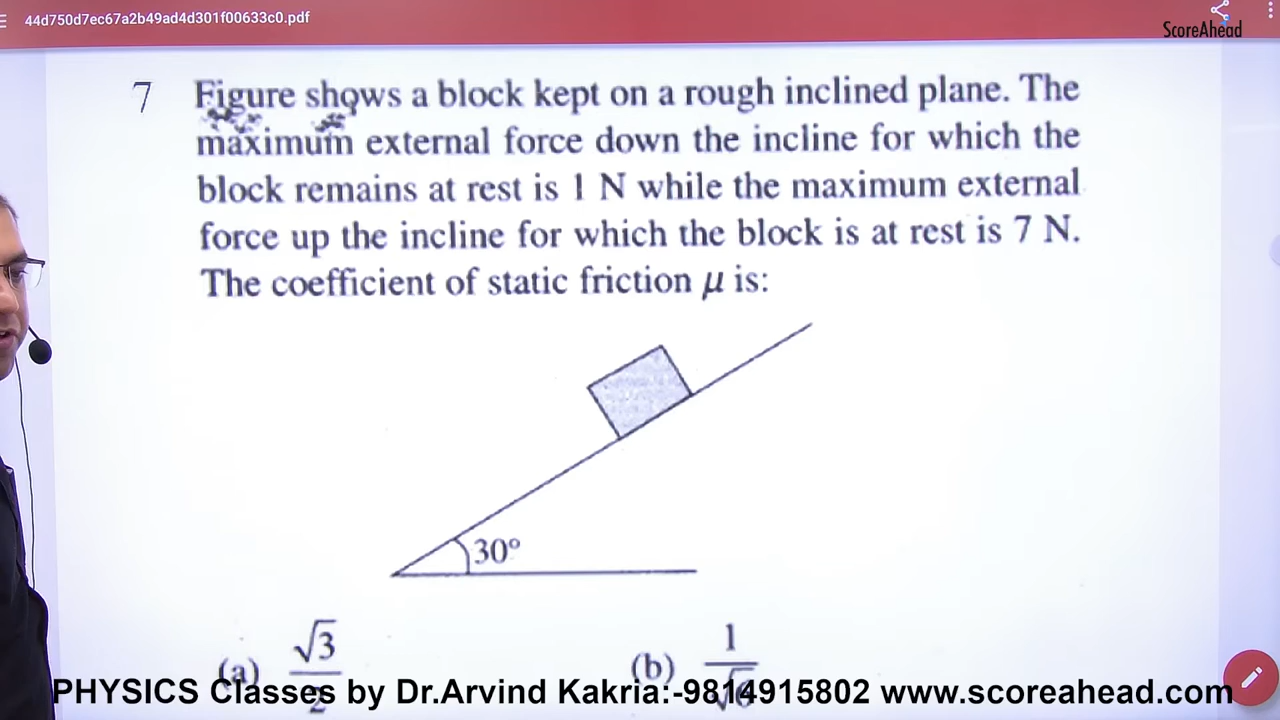 44d750d7ec67a2b49ad4d301f00633c0.pdf
ScoreAhead
7 Figure shows a block kept on a rough inclined plane. The
maximum external force down the incline for which the
block remains at rest is 1 N while the maximum external
force up the incline for which the block is at rest is 7 N.
The coefficient of static friction μ is:
30°
(a) √3/2 (b) 1/√6
PHYSICS Classes by Dr.Arvind Kakria:-9814915802 www.scoreahead.com